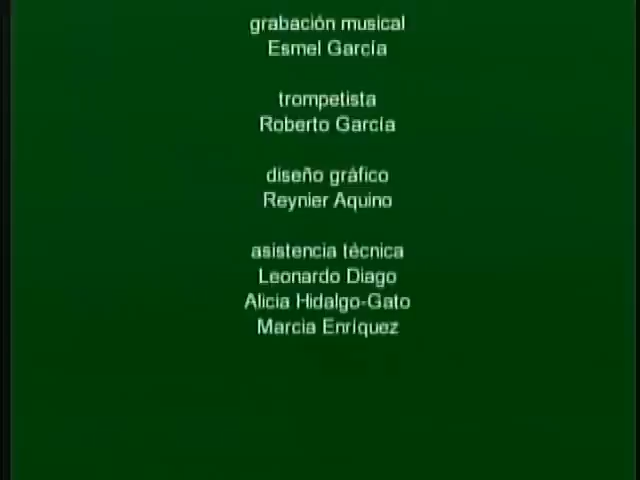 grabación musical
Esmel García
trompetista
Roberto García
diseño gráfico
Reynier Aquino
asistencia técnica
Leonardo Diago
Alicia Hidalgo-Gato
Marcia Enríquez